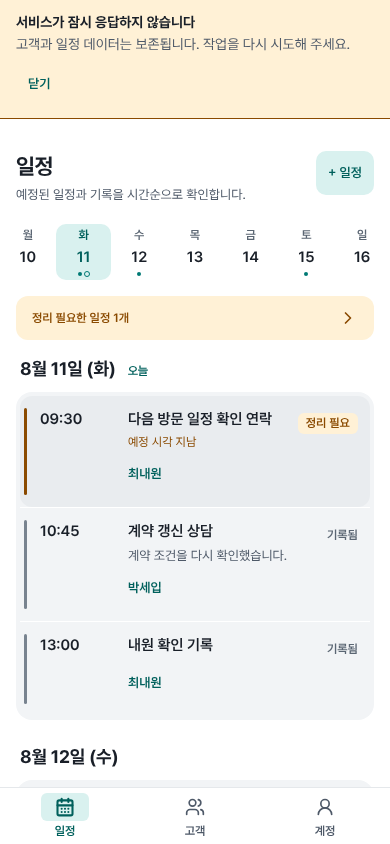 서비스가 잠시 응답하지 않습니다
고객과 일정 데이터는 보존됩니다. 작업을 다시 시도해 주세요.
닫기
일정
+ 일정
예정된 일정과 기록을 시간순으로 확인합니다.
월 화 수 목 금 토 일
10 11 12 13 14 15 16
정리 필요한 일정 1개
8월 11일 (화) 오늘
09:30 다음 방문 일정 확인 연락 정리 필요
예정 시각 지남
최내원
10:45 계약 갱신 상담 기록됨
계약 조건을 다시 확인했습니다.
박세입
13:00 내원 확인 기록 기록됨
최내원
8월 12일 (수)
일정 고객 계정